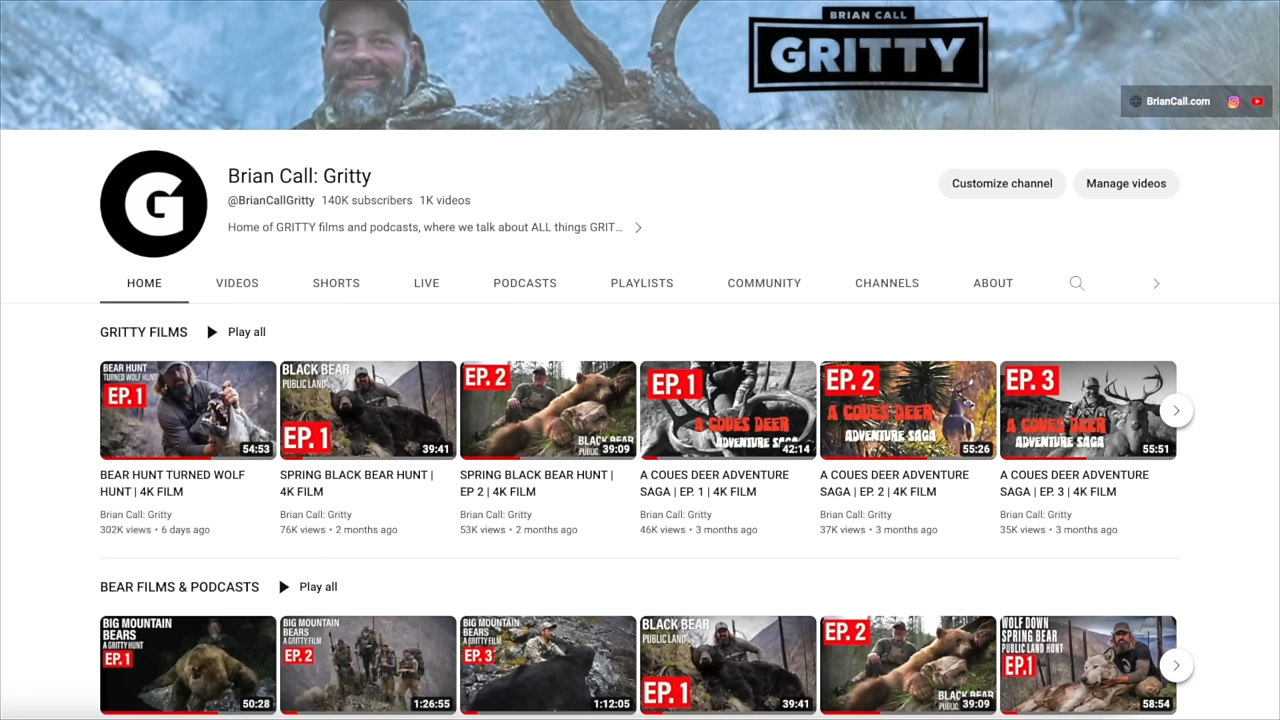 BRIAN CALL
GRITTY
BrianCall.com
G
Brian Call: Gritty
@BrianCallGritty 140K subscribers 1K videos
Home of GRITTY films and podcasts, where we talk about ALL things GRIT...
Customize channel
Manage videos
HOME VIDEOS SHORTS LIVE PODCASTS PLAYLISTS COMMUNITY CHANNELS ABOUT
GRITTY FILMS Play all
BEAR HUNT
TURNED WOLF HUNT
EP.1
54:53
BLACK BEAR
PUBLIC LAND
EP.1
39:41
EP. 2
BLACK BEAR
PUBLIC
39:09
EP.1
A COUES DEER
ADVENTURE SAGA
42:14
EP. 2
A COUES DEER
ADVENTURE SAGA
55:26
EP. 3
A COUES DEER
ADVENTURE SAGA
55:51
BEAR HUNT TURNED WOLF
HUNT | 4K FILM
Brian Call: Gritty
302K views • 6 days ago
SPRING BLACK BEAR HUNT |
4K FILM
Brian Call: Gritty
76K views • 2 months ago
SPRING BLACK BEAR HUNT |
EP 2 | 4K FILM
Brian Call: Gritty
53K views • 2 months ago
A COUES DEER ADVENTURE
SAGA | EP. 1 | 4K FILM
Brian Call: Gritty
46K views • 3 months ago
A COUES DEER ADVENTURE
SAGA | EP. 2 | 4K FILM
Brian Call: Gritty
37K views • 3 months ago
A COUES DEER ADVENTURE
SAGA | EP. 3 | 4K FILM
Brian Call: Gritty
35K views • 3 months ago
BEAR FILMS & PODCASTS Play all
BIG MOUNTAIN
BEARS
A GRITTY HUNT
EP.1
50:28
BIG MOUNTAIN
BEARS
A GRITTY FILM
EP. 2
1:26:55
BIG MOUNTAIN
BEARS
A GRITTY FILM
EP. 3
1:12:05
BLACK BEAR
PUBLIC LAND
EP.1
39:41
EP. 2
BLACK BEAR
PUBLIC
39:09
WOLF DOWN
SPRING BEAR
PUBLIC LAND HUNT
EP.1
58:54